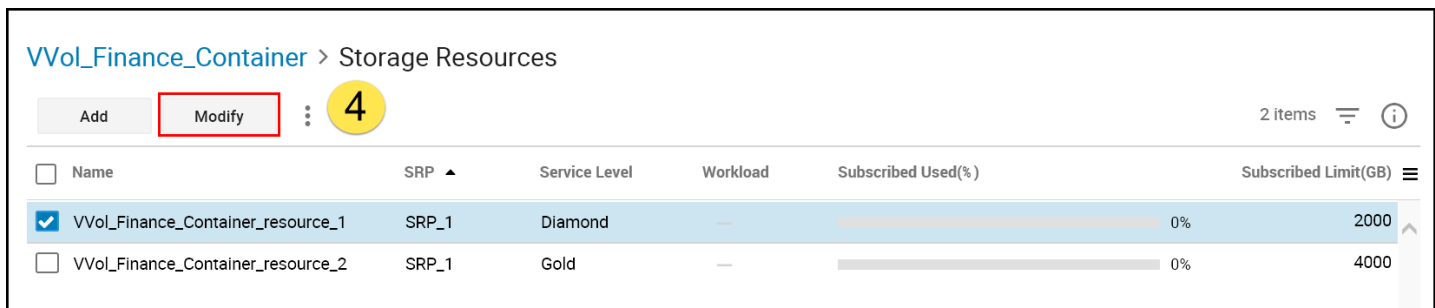 VVol_Finance_Container > Storage Resources
Add Modify 4 2 items
Name SRP Service Level Workload Subscribed Used(%) Subscribed Limit(GB)
VVol_Finance_Container_resource_1 SRP_1 Diamond — 0% 2000
VVol_Finance_Container_resource_2 SRP_1 Gold — 0% 4000